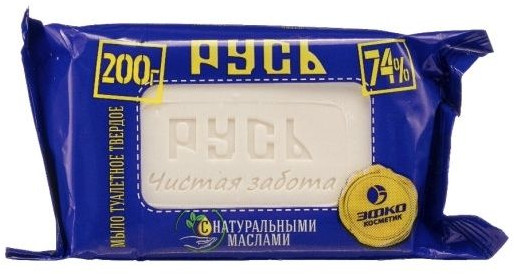 РУСЬ
200г
74%
МЫЛО ТУАЛЕТНОЕ ТВЕРДОЕ
РУСЬ
Чистая забота
С НАТУРАЛЬНЫМИ
МАСЛАМИ
ЭФКО
КОСМЕТИК